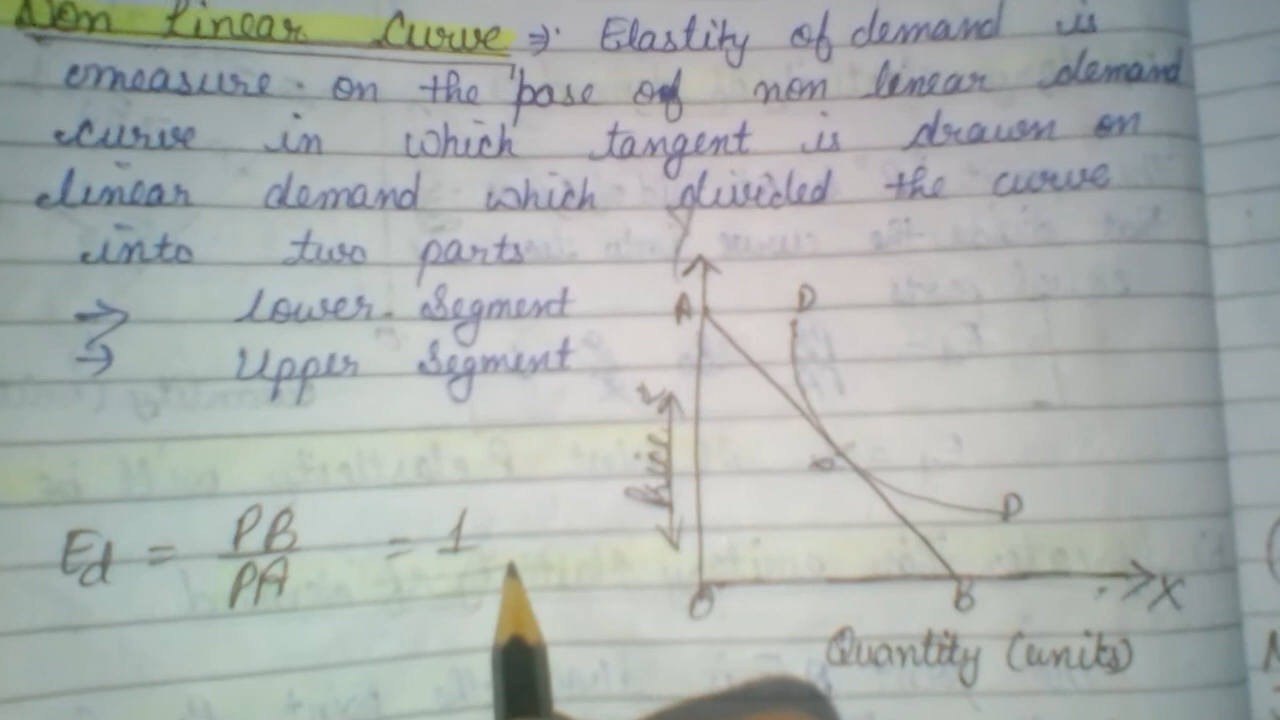 Non Linear Curve ⇒ Elastity of demand is
measure on the base of non linear demand
curve in which tangent is drawn on
linear demand which divided the curve
into two parts
→ Lower Segment
→ Upper Segment
Y
A
D
Price
D
Ed = PB/PA = 1
O
B
X
Quantity (units)